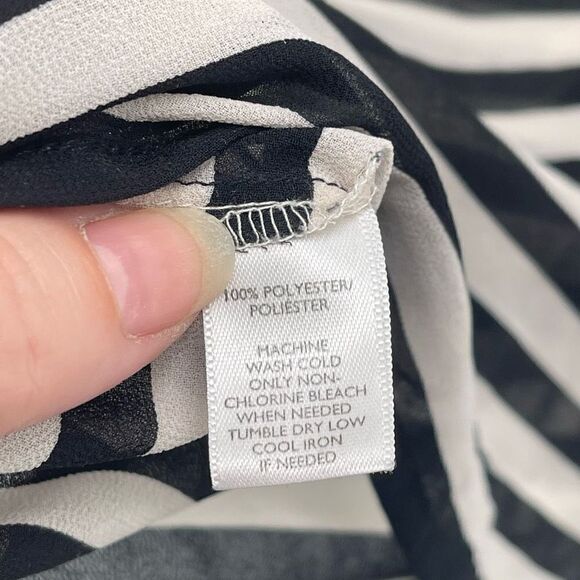 100% POLYESTER/
POLIÉSTER
MACHINE
WASH COLD
ONLY NON-
CHLORINE BLEACH
WHEN NEEDED
TUMBLE DRY LOW
COOL IRON
IF NEEDED